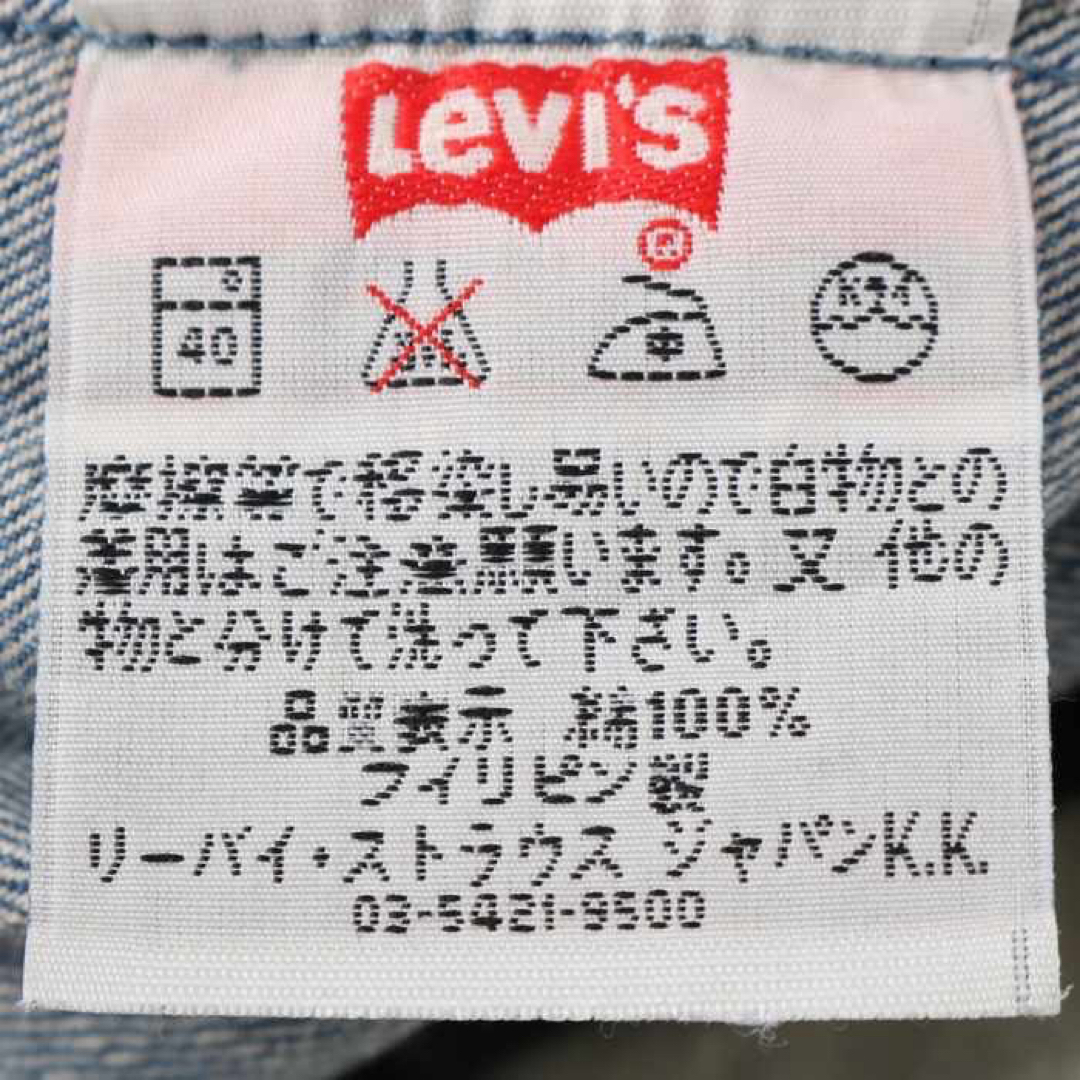 LEVI'S
®
40
摩擦等で移染し易いので白物との
着用はご注意願います。又 他の
物と分けて洗って下さい。
品質表示 綿100%
フィリピン製
リーバイ・ストラウス ジャパンK.K.
03-5421-9500